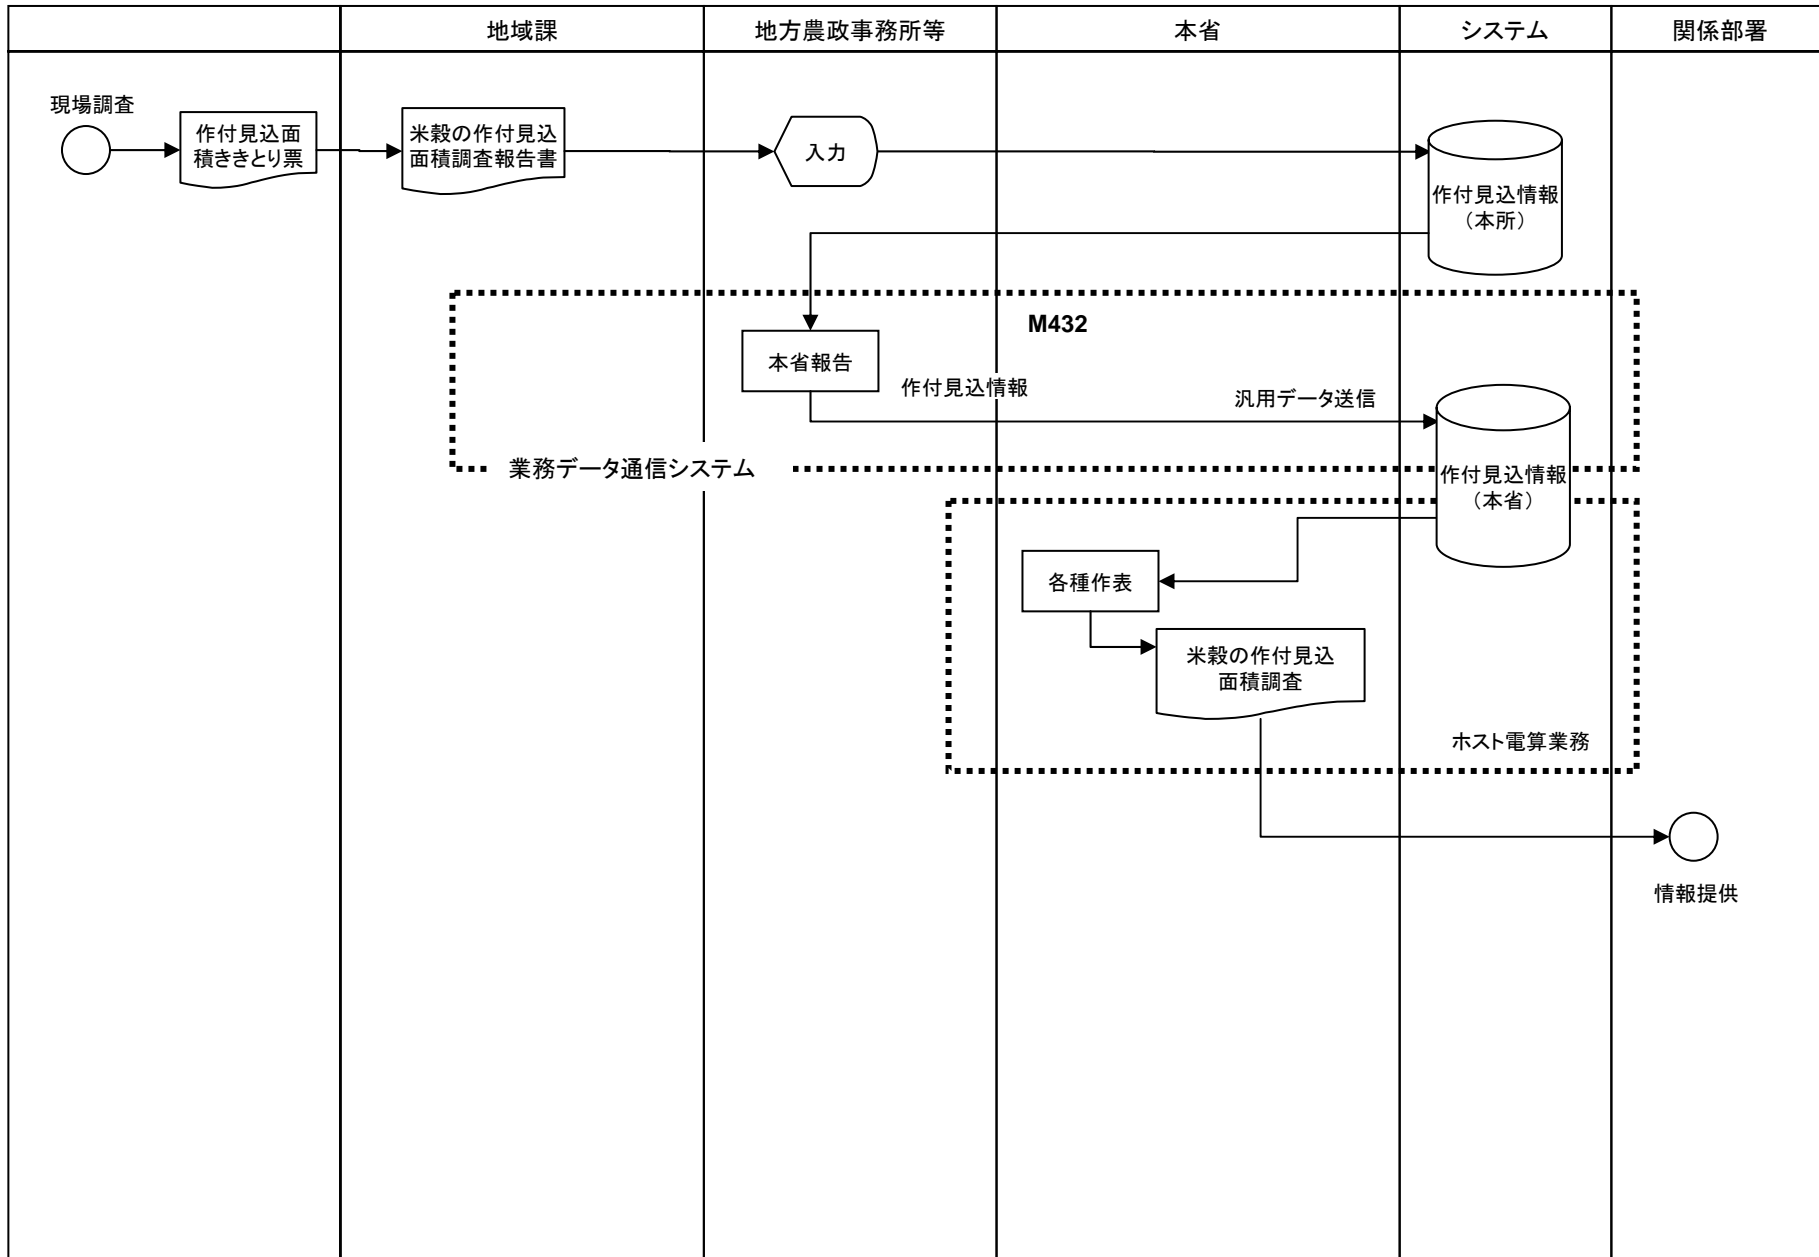 地域課
地方農政事務所等
本省
システム
関係部署
現場調査
作付見込面
積ききとり票
米穀の作付見込
面積調査報告書
入力
作付見込情報
（本所）
M432
本省報告
作付見込情報
汎用データ送信
業務データ通信システム
作付見込情報
（本省）
各種作表
米穀の作付見込
面積調査
ホスト電算業務
情報提供